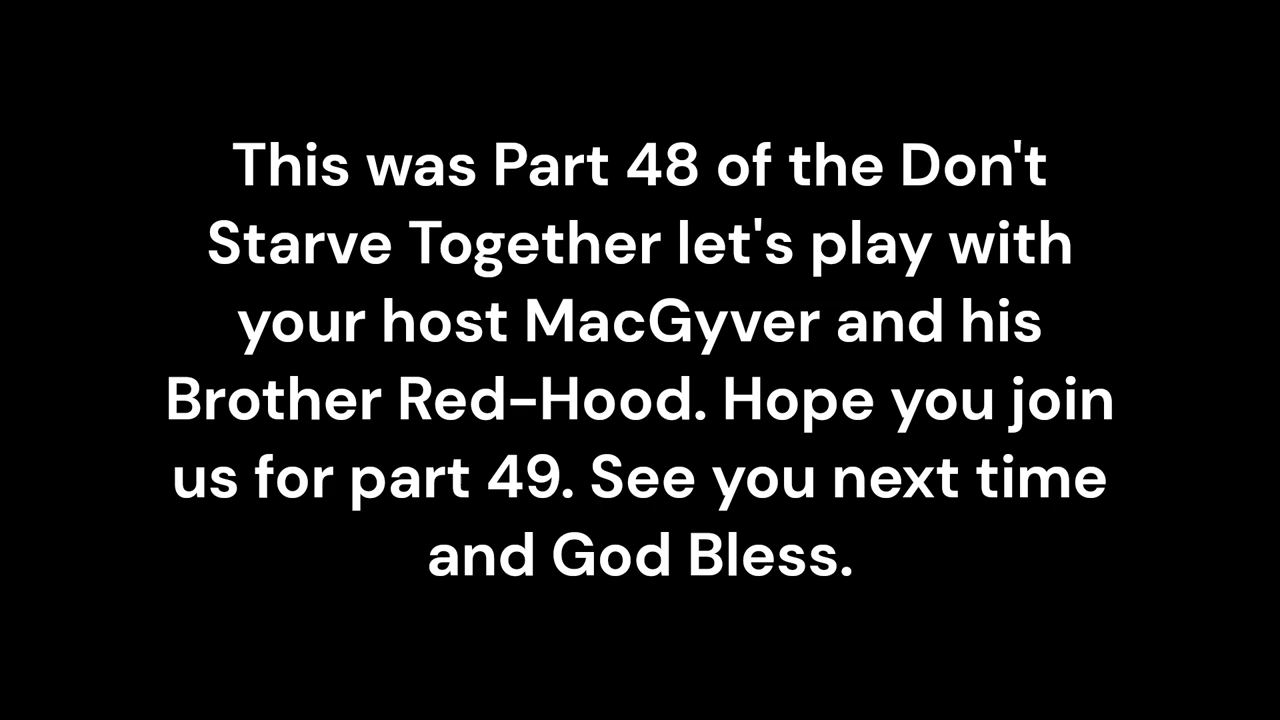 This was Part 48 of the Don't
Starve Together let's play with
your host MacGyver and his
Brother Red-Hood. Hope you join
us for part 49. See you next time
and God Bless.